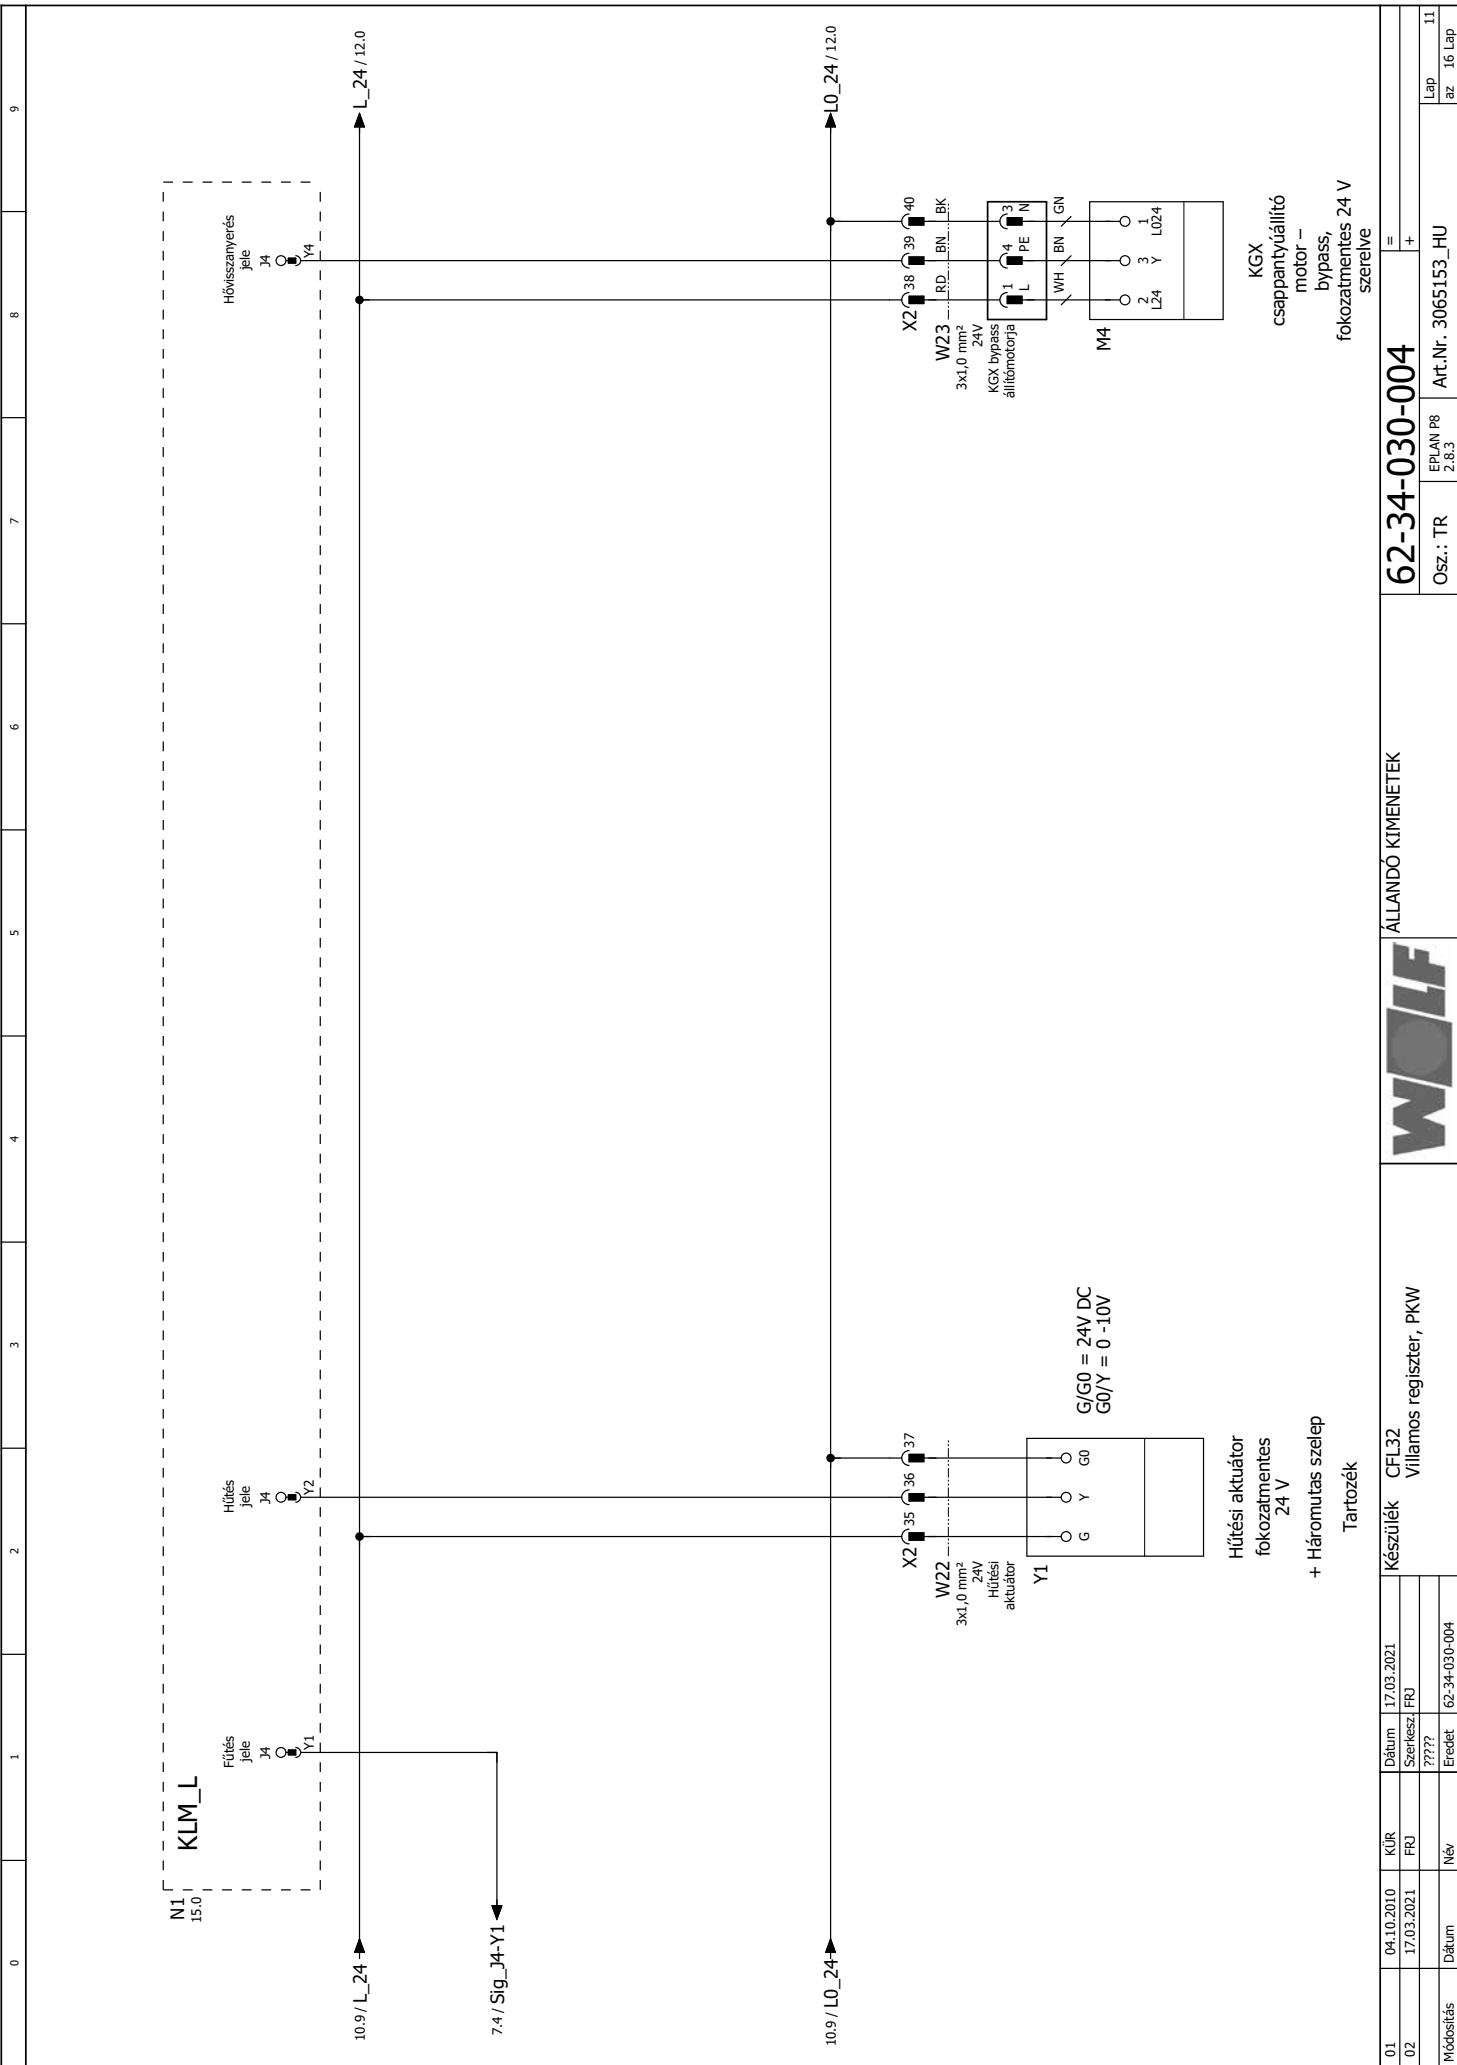 0 1 2 3 4 5 6 7 8 9
N1
15.0
KLM_L
Fűtés
jele
J4
Y1
Hűtés
jele
J4
Y2
Hővisszanyerés
jele
J4
Y4
10.9 / L_24
L_24 / 12.0
7.4 / Sig_J4-Y1
10.9 / L0_24
L0_24 / 12.0
X2 35 36 37
W22
3x1,0 mm²
24V
Hűtési
aktuátor
Y1
G Y G0
G/G0 = 24V DC
G0/Y = 0 -10V
Hűtési aktuátor
fokozatmentes
24 V
+ Háromutas szelep
Tartozék
X2 38 39 40
W23 RD BN BK
3x1,0 mm²
24V
KGX bypass
állítómotorja
1 4 3
L PE N
WH BN GN
M4
2 3 1
L24 Y L024
KGX
csappantyúállító
motor –
bypass,
fokozatmentes 24 V
szerelve
01 04.10.2010 KÜR Dátum 17.03.2021
02 17.03.2021 FRJ Szerkesz. FRJ
?????
Módosítás Dátum Név Eredet 62-34-030-004
Készülék CFL32
Villamos regiszter, PKW
WOLF
ÁLLANDÓ KIMENETEK
62-34-030-004
=
+
Osz.: TR
EPLAN P8
2.8.3
Art.Nr. 3065153_HU
Lap 11
az 16 Lap